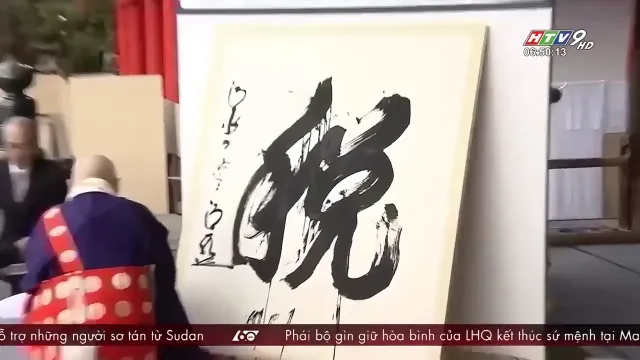 HTV9 HD
06:50:13
税
ỗ trợ những người sơ tán từ Sudan
60
Phái bộ gìn giữ hòa bình của LHQ kết thúc sứ mệnh tại Ma